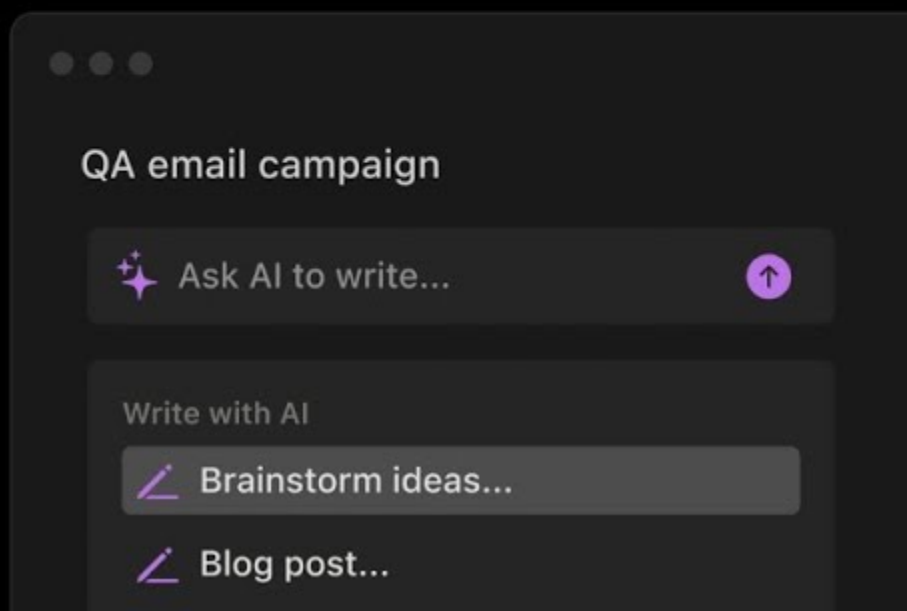 QA email campaign
Ask AI to write...
Write with AI
Brainstorm ideas...
Blog post...